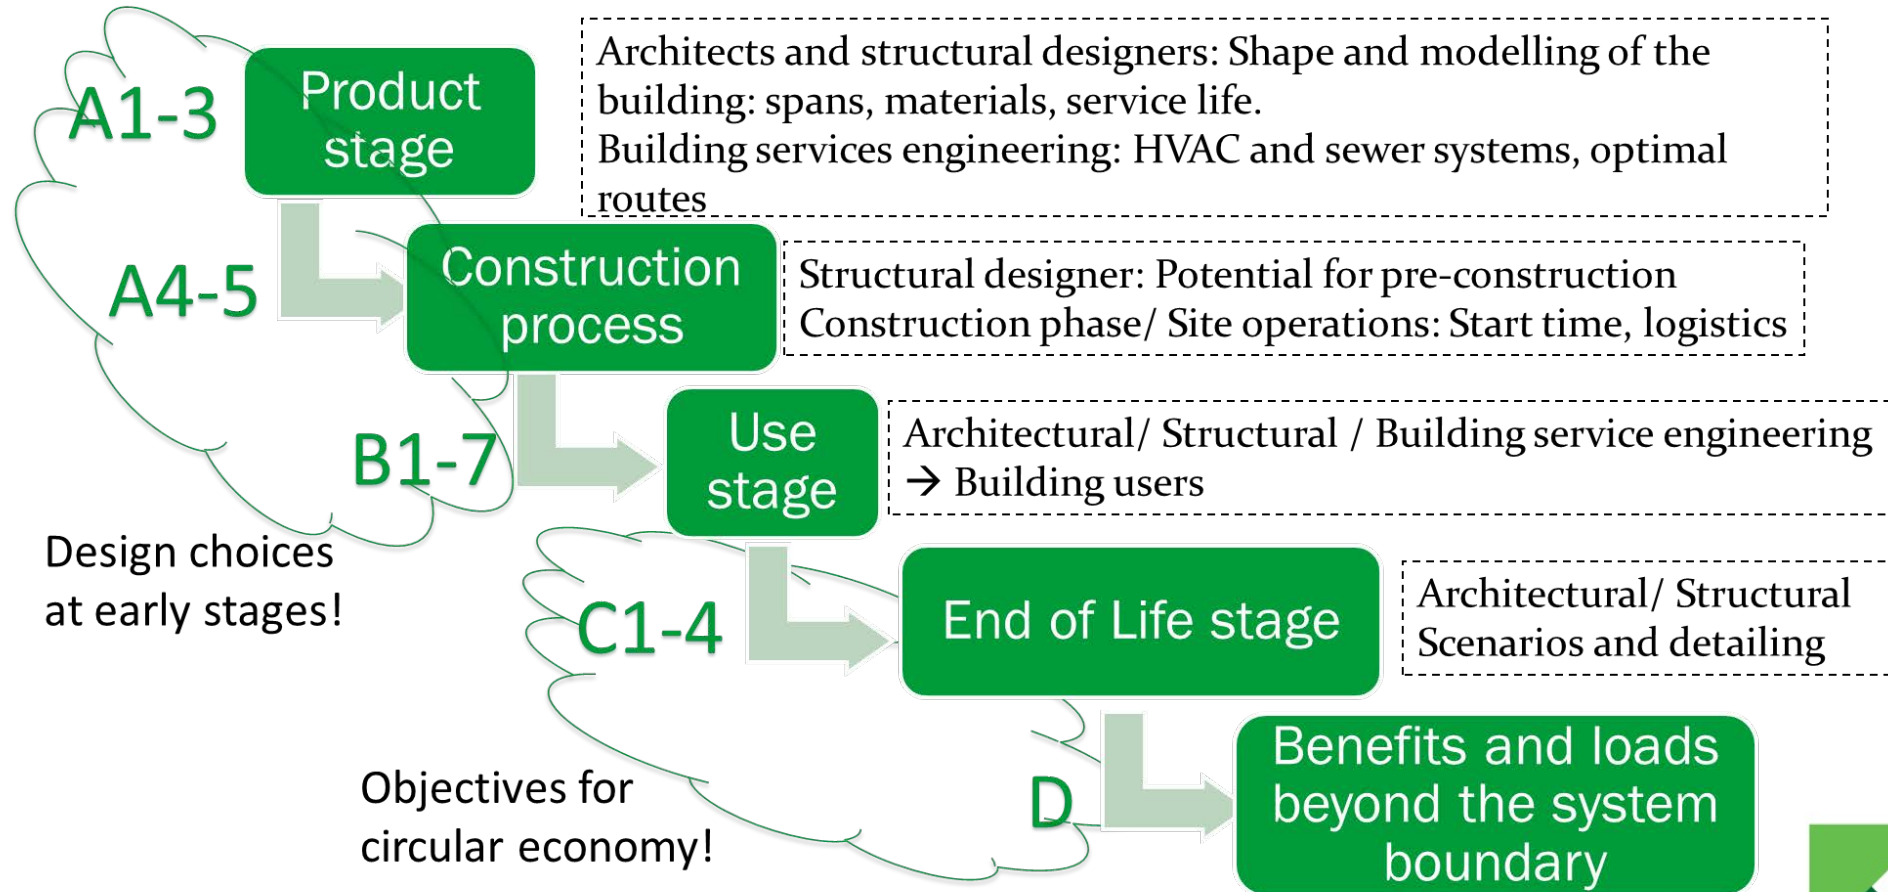 A1-3
Product
stage
Architects and structural designers: Shape and modelling of the
building: spans, materials, service life.
Building services engineering: HVAC and sewer systems, optimal
routes
A4-5
Construction
process
Structural designer: Potential for pre-construction
Construction phase/ Site operations: Start time, logistics
B1-7
Use
stage
Architectural/ Structural / Building service engineering
→ Building users
Design choices
at early stages!
C1-4
End of Life stage
Architectural/ Structural
Scenarios and detailing
Objectives for
circular economy!
D
Benefits and loads
beyond the system
boundary